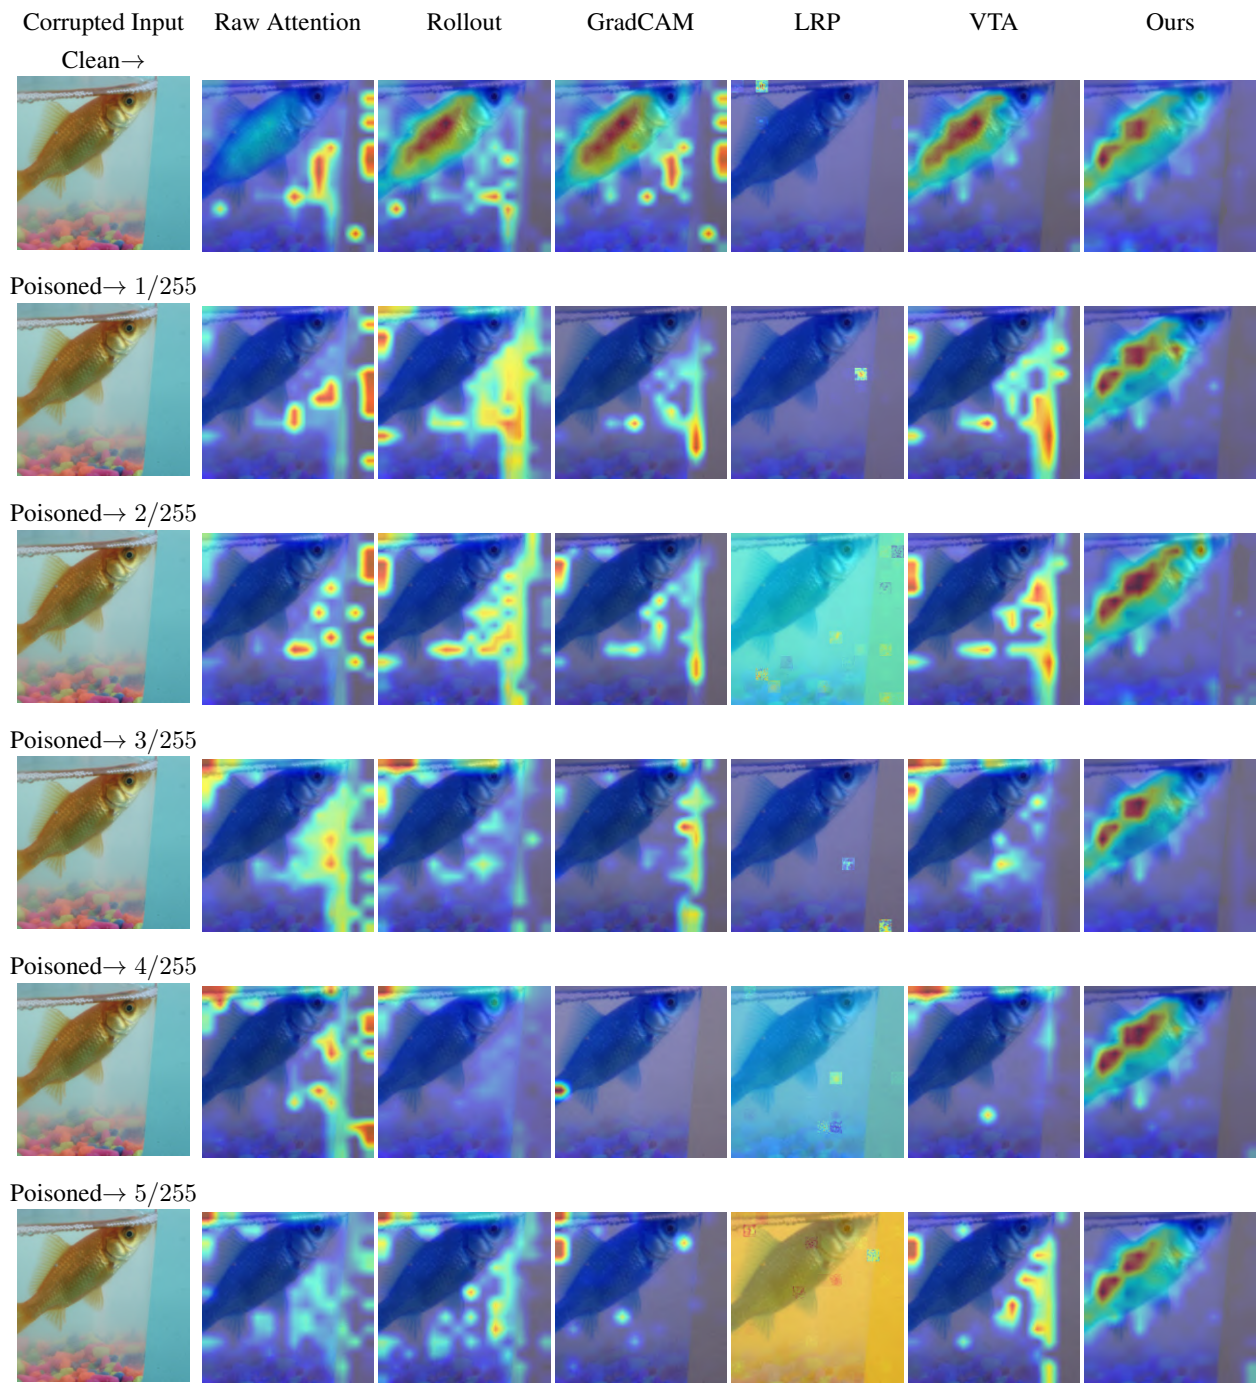 Corrupted Input Raw Attention Rollout GradCAM LRP VTA Ours
Clean→
Poisoned→ 1/255
Poisoned→ 2/255
Poisoned→ 3/255
Poisoned→ 4/255
Poisoned→ 5/255